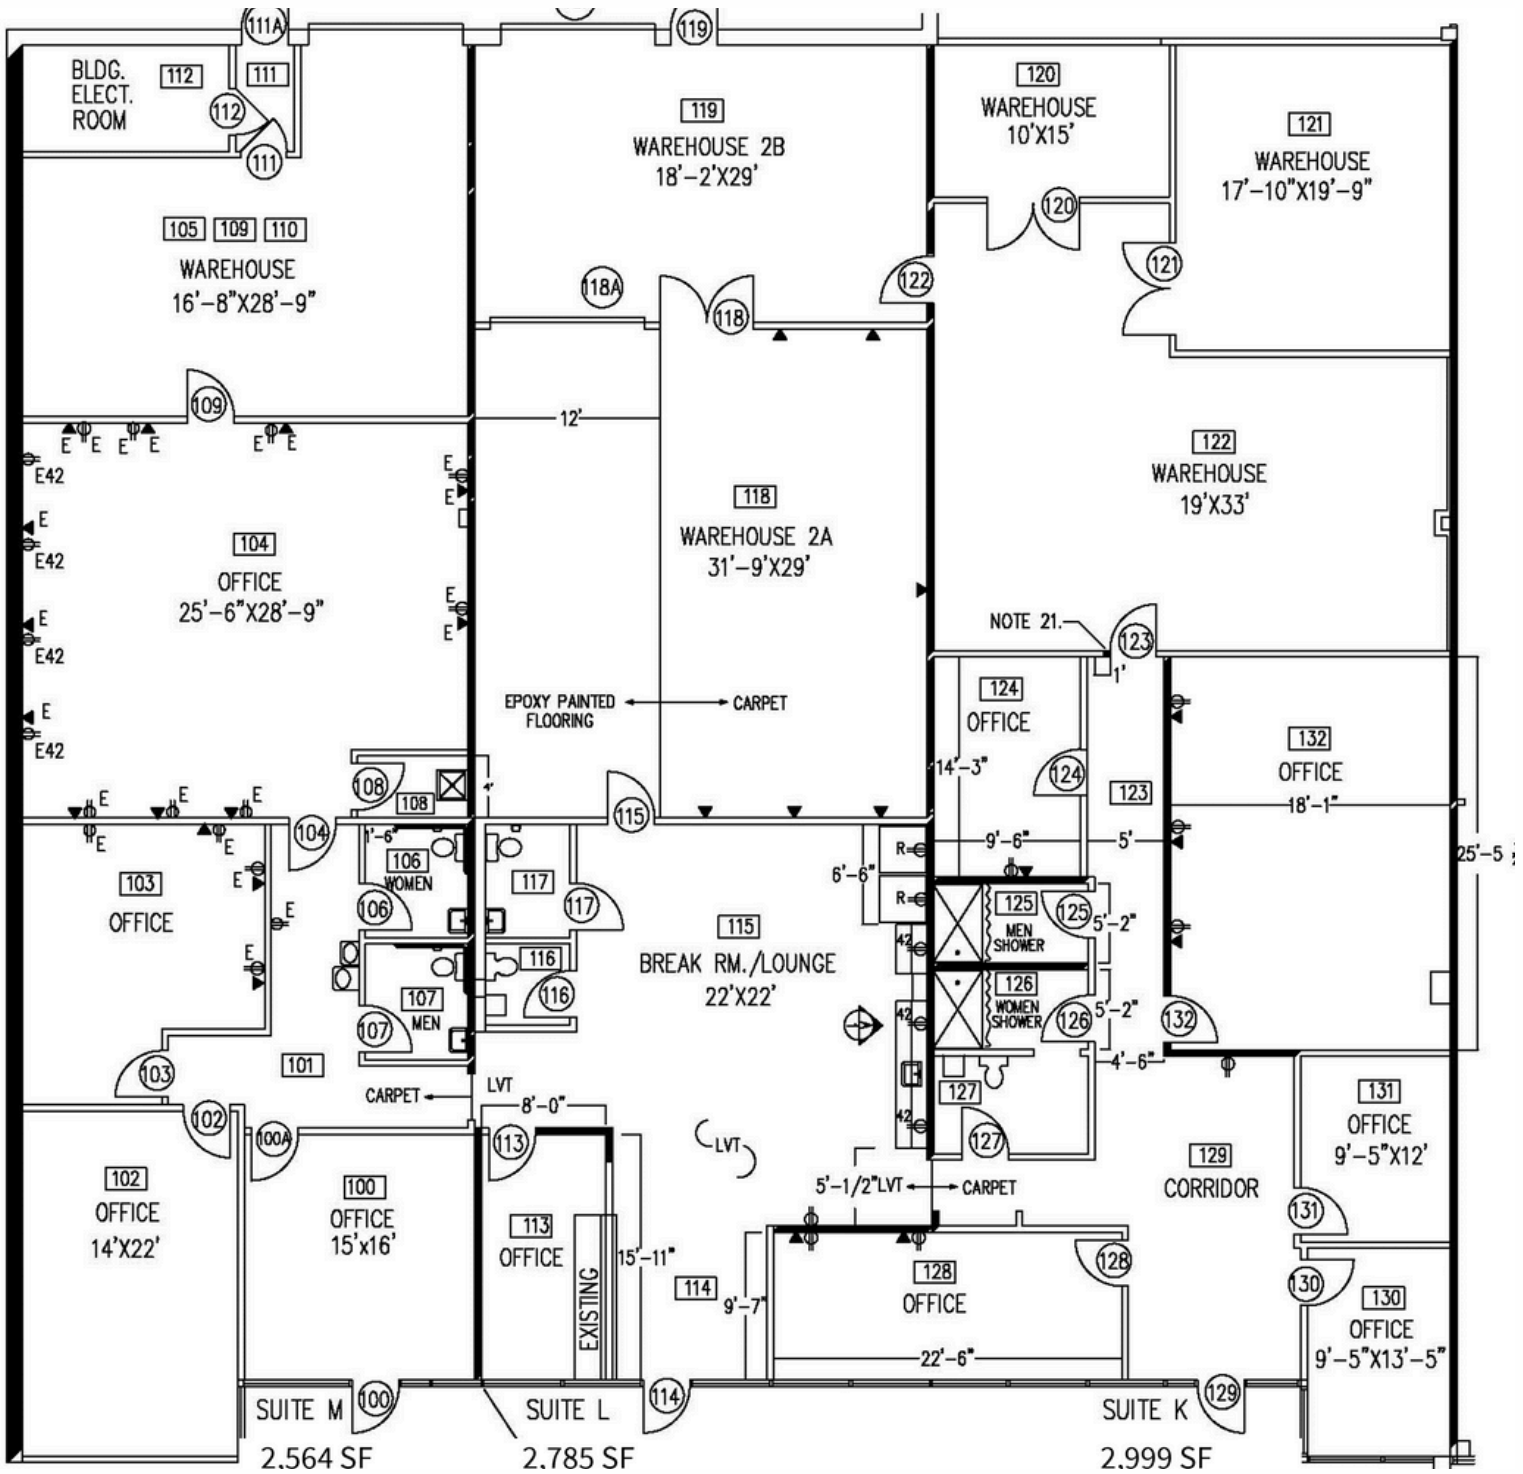 111A
119
BLDG.
ELECT.
ROOM
112
111
112
111
119
WAREHOUSE 2B
18'-2'X29'
120
WAREHOUSE
10'X15'
120
121
WAREHOUSE
17'-10"X19'-9"
121
105 109 110
WAREHOUSE
16'-8"X28'-9"
118A
118
122
109
12'
E E E E E E
E42
E
E
E
E42
E
E42
E
E42
E
E
104
OFFICE
25'-6"X28'-9"
118
WAREHOUSE 2A
31'-9'X29'
122
WAREHOUSE
19'X33'
NOTE 21.
123
1'
EPOXY PAINTED
FLOORING
CARPET
124
OFFICE
14'-3"
124
123
9'-6"
5'
132
OFFICE
18'-1"
25'-5
108
108
4'
E E E
E E
104
115
1'-6"
106
WOMEN
106
117
117
6'-6"
R
R
103
OFFICE
E
E
E
115
BREAK RM./LOUNGE
22'X22'
42
42
42
125
MEN
SHOWER
125
5'-2"
126
WOMEN
SHOWER
126
5'-2"
132
4'-6"
107
MEN
107
116
116
101
103
CARPET
LVT
8'-0"
127
127
131
OFFICE
9'-5"X12'
131
102
100A
113
LVT
5'-1/2"
LVT
CARPET
129
CORRIDOR
102
OFFICE
14'X22'
100
OFFICE
15'x16'
113
OFFICE
EXISTING
15'-11"
114
9'-7"
128
OFFICE
128
22'-6"
130
130
OFFICE
9'-5"X13'-5"
SUITE M
100
SUITE L
114
SUITE K
129
2,564 SF
2,785 SF
2,999 SF